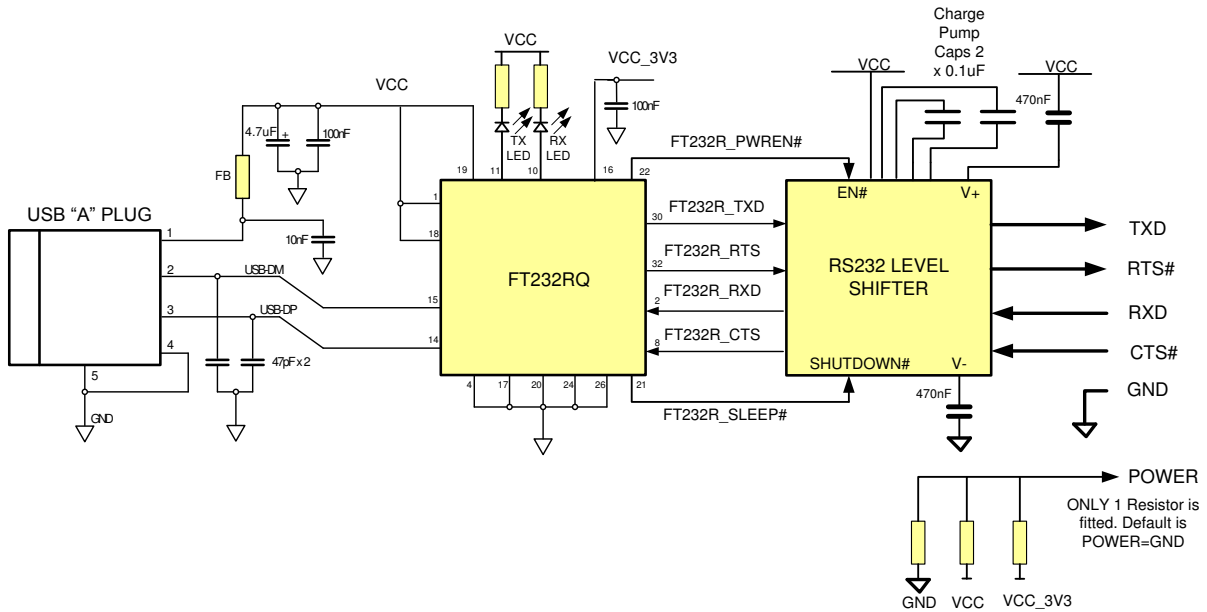 Charge
Pump
Caps 2
x 0.1uF
VCC
VCC_3V3
VCC
VCC
VCC
470nF
4.7uF
+
100nF
100nF
TX
LED
RX
LED
FT232R_PWREN#
FB
19
11
10
16
22
EN#
V+
USB “A” PLUG
1
1
18
10nF
30
FT232R_TXD
TXD
FT232R_RTS
32
RTS#
2
USB-DM
FT232RQ
RS232 LEVEL
SHIFTER
FT232R_RXD
2
RXD
15
3
USB-DP
FT232R_CTS
8
CTS#
14
4
47pF x 2
SHUTDOWN#
V-
5
GND
4
17
20
24
26
21
FT232R_SLEEP#
470nF
GND
POWER
ONLY 1 Resistor is
fitted. Default is
POWER=GND
GND
VCC
VCC_3V3